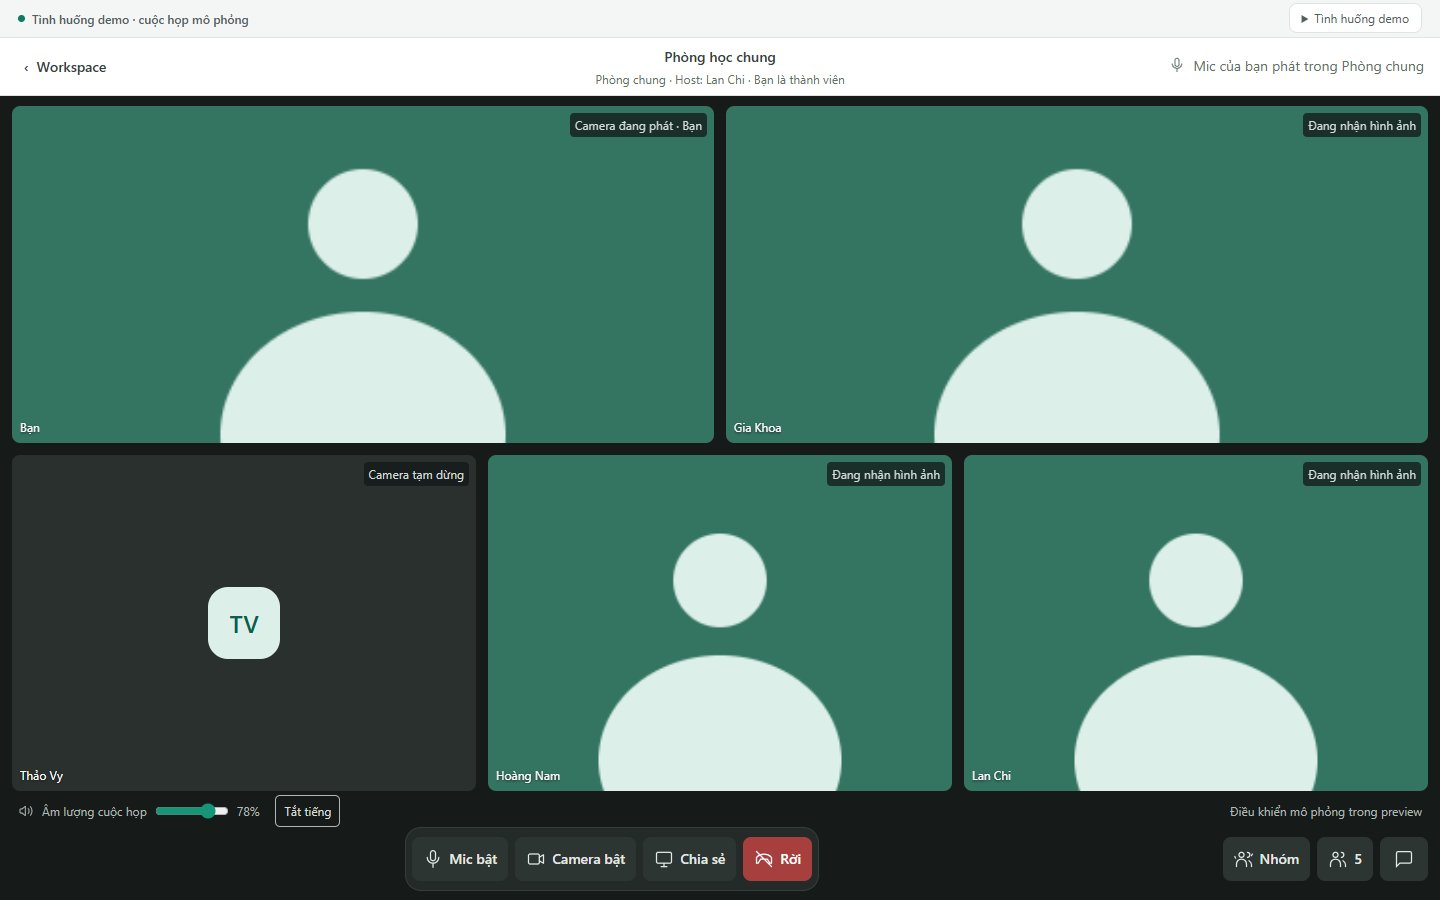 Tình huống demo · cuộc họp mô phỏng
Tình huống demo
‹ Workspace
Phòng học chung
Phòng chung · Host: Lan Chi · Bạn là thành viên
Mic của bạn phát trong Phòng chung
Camera đang phát · Bạn
Bạn
Đang nhận hình ảnh
Gia Khoa
Camera tạm dừng
TV
Thảo Vy
Đang nhận hình ảnh
Hoàng Nam
Đang nhận hình ảnh
Lan Chi
Âm lượng cuộc họp 78% Tắt tiếng
Điều khiển mô phỏng trong preview
Mic bật Camera bật Chia sẻ Rời
Nhóm 5